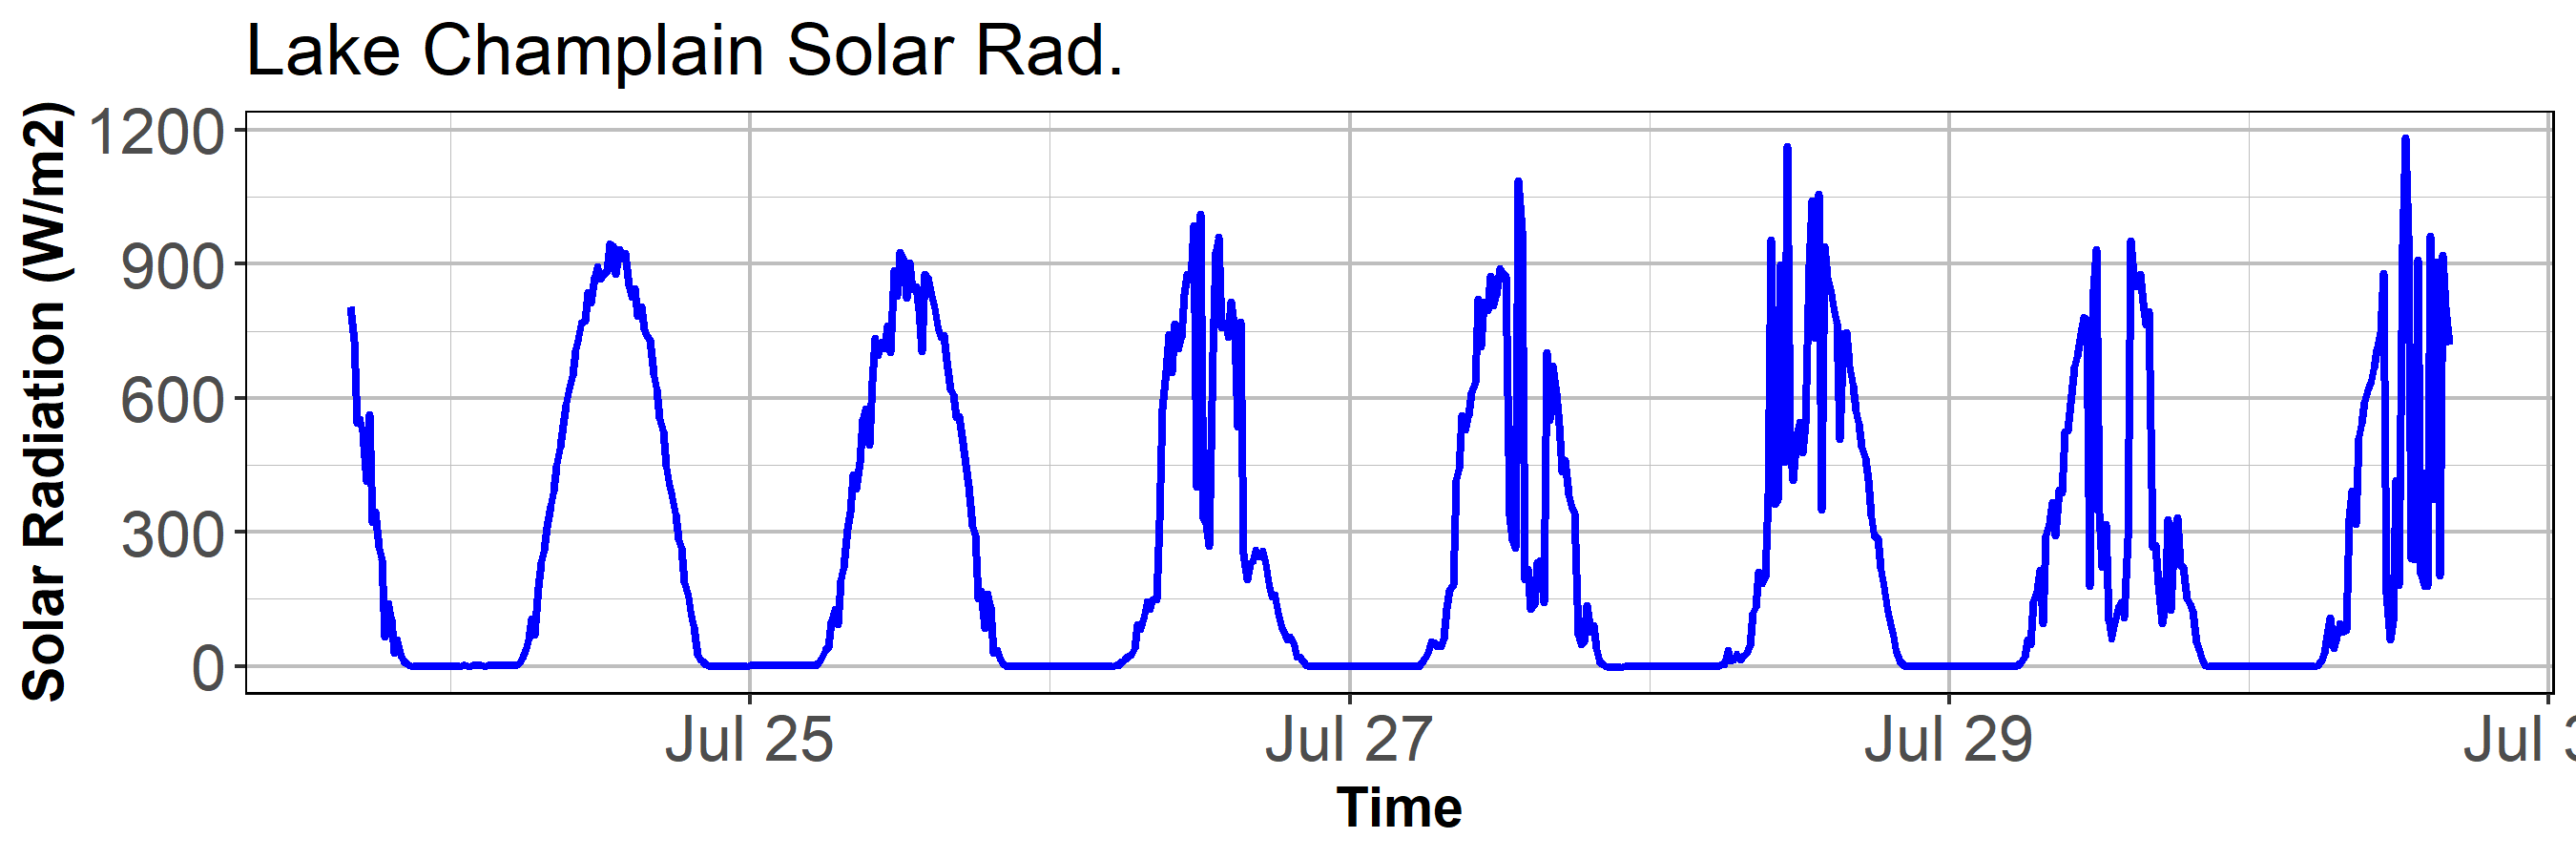 Lake Champlain Solar Rad.
Solar Radiation (W/m2)
1200
900
600
300
0
Jul 25
Jul 27
Jul 29
Jul
Time